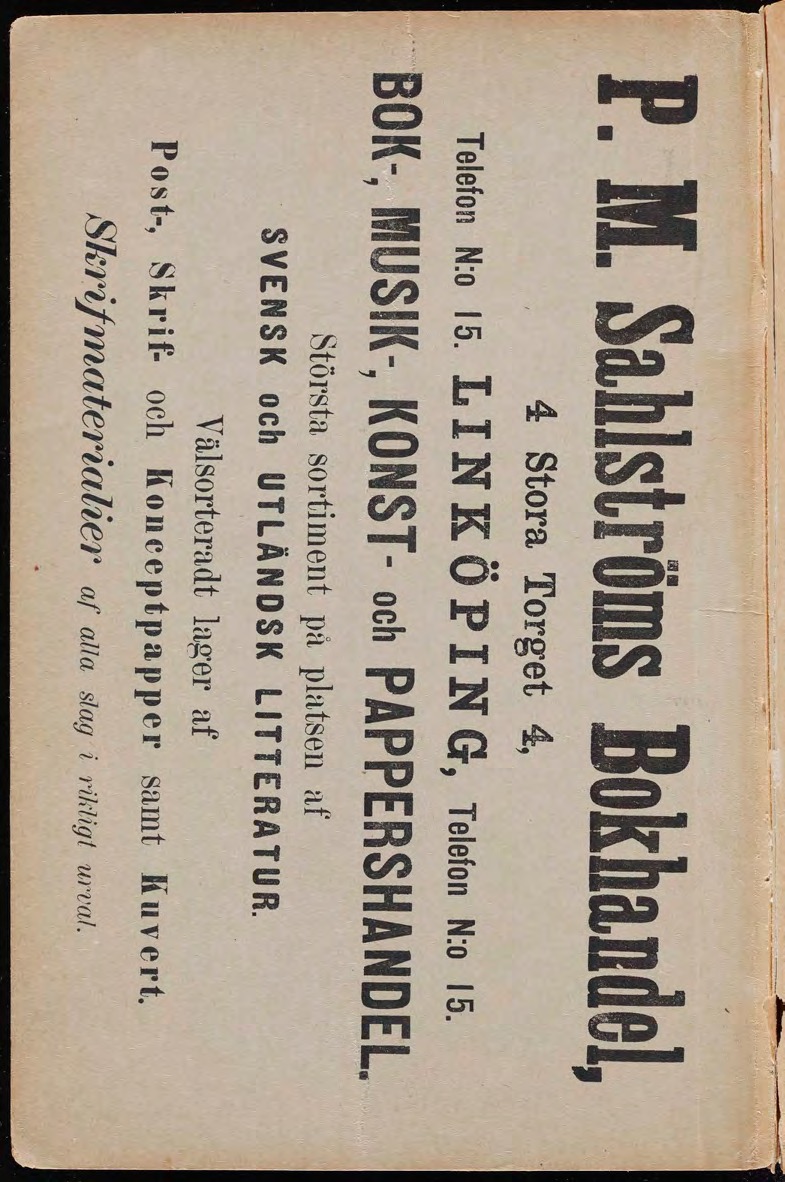 P. M. Sahlströms Bokhandel,
4 Stora Torget 4,
Telefon N:o 15. LINKÖPING, Telefon N:o 15.
BOK-, MUSIK-, KONST- och PAPPERSHANDEL.
Största sortiment på platsen af
SVENSK och UTLÄNDSK LITTERATUR.
Välsorteradt lager af
Post-, Skrif- och Konceptpapper samt Kuvert.
Skrifmaterialier af alla slag i rikligt urval.